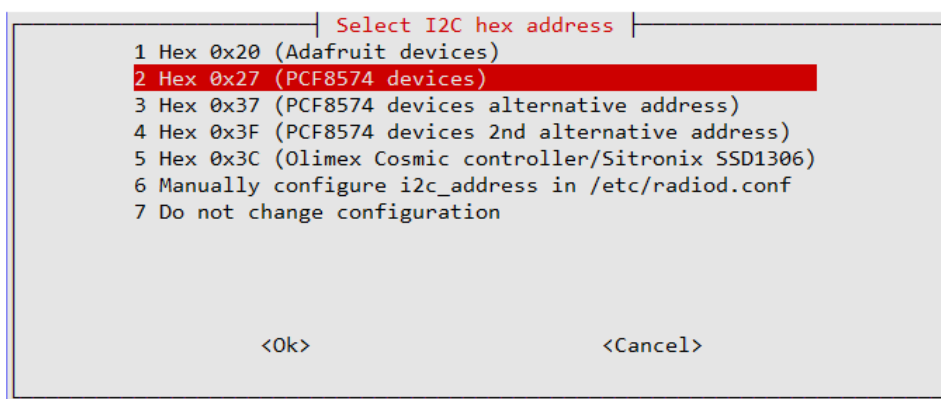 Select I2C hex address
1 Hex 0x20 (Adafruit devices)
2 Hex 0x27 (PCF8574 devices)
3 Hex 0x37 (PCF8574 devices alternative address)
4 Hex 0x3F (PCF8574 devices 2nd alternative address)
5 Hex 0x3C (Olimex Cosmic controller/Sitronix SSD1306)
6 Manually configure i2c_address in /etc/radiod.conf
7 Do not change configuration
<Ok> <Cancel>